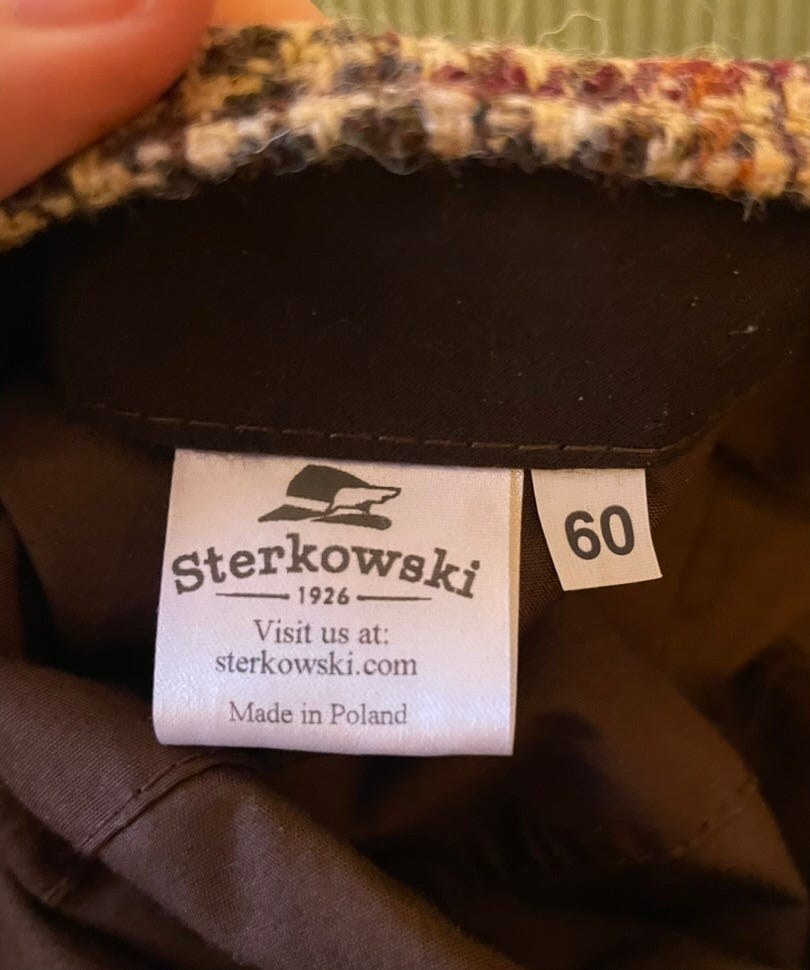 Sterkowski
1926
Visit us at:
sterkowski.com
Made in Poland
60